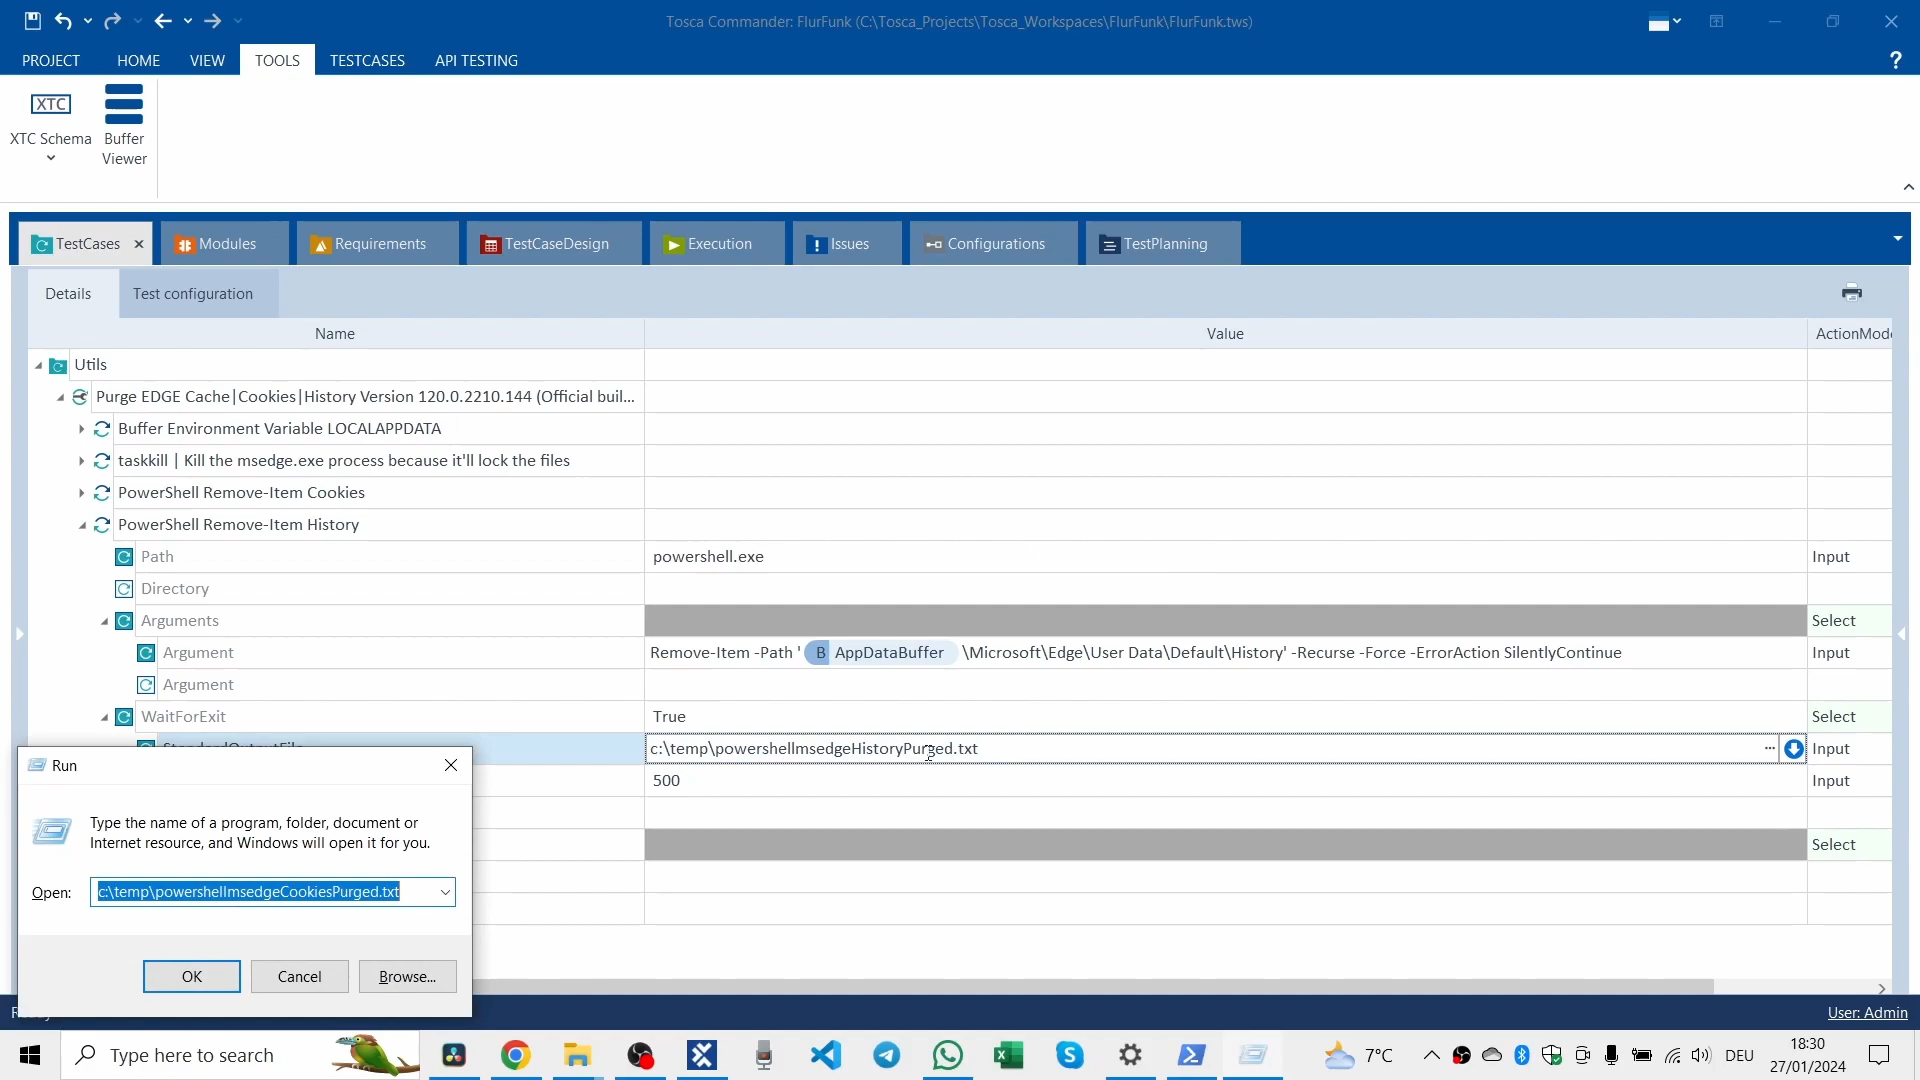 Tosca Commander: FlurFunk (C:\Tosca_Projects\Tosca_Workspaces\FlurFunk\FlurFunk.tws)
PROJECT HOME VIEW TOOLS TESTCASES API TESTING ?
XTC
XTC Schema
Buffer Viewer
TestCases Modules Requirements TestCaseDesign Execution Issues Configurations TestPlanning
Details Test configuration
Name Value ActionMode
Utils
Purge EDGE Cache|Cookies|History Version 120.0.2210.144 (Official buil...
Buffer Environment Variable LOCALAPPDATA
taskkill | Kill the msedge.exe process because it'll lock the files
PowerShell Remove-Item Cookies
PowerShell Remove-Item History
Path powershell.exe Input
Directory
Arguments Select
Argument Remove-Item -Path ' B AppDataBuffer \Microsoft\Edge\User Data\Default\History' -Recurse -Force -ErrorAction SilentlyContinue Input
Argument
WaitForExit True Select
c:\temp\powershellmsedgeHistoryPurged.txt ... Input
500 Input
Select
Run
Type the name of a program, folder, document or
Internet resource, and Windows will open it for you.
Open: c:\temp\powershellmsedgeCookiesPurged.txt
OK Cancel Browse...
User: Admin
Type here to search
7°C
DEU
18:30
27/01/2024